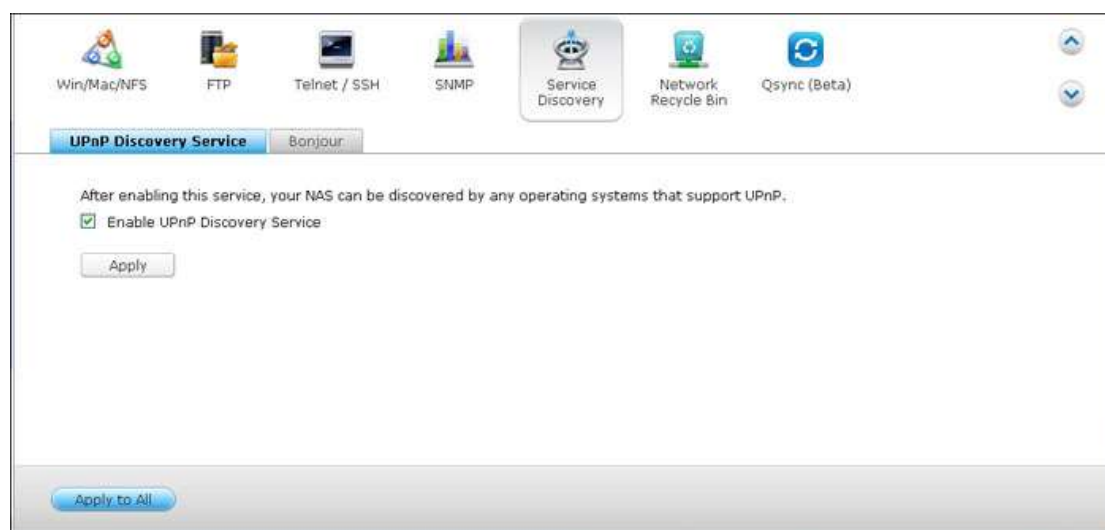 Win/Mac/NFS
FTP
Telnet / SSH
SNMP
Service
Discovery
Network
Recycle Bin
Qsync (Beta)
UPnP Discovery Service
Bonjour
After enabling this service, your NAS can be discovered by any operating systems that support UPnP.
Enable UPnP Discovery Service
Apply
Apply to All